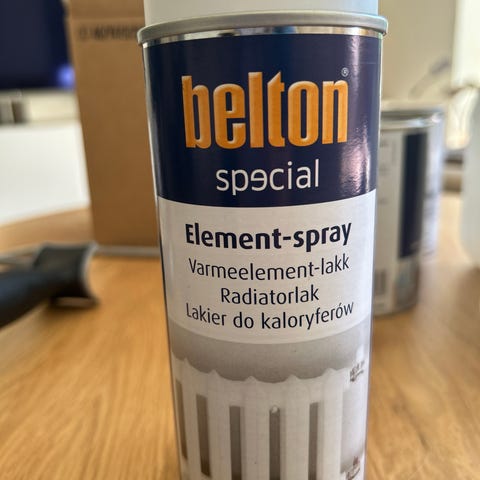 belton®
special
Element-spray
Varmeelement-lakk
Radiatorlak
Lakier do kaloryferów